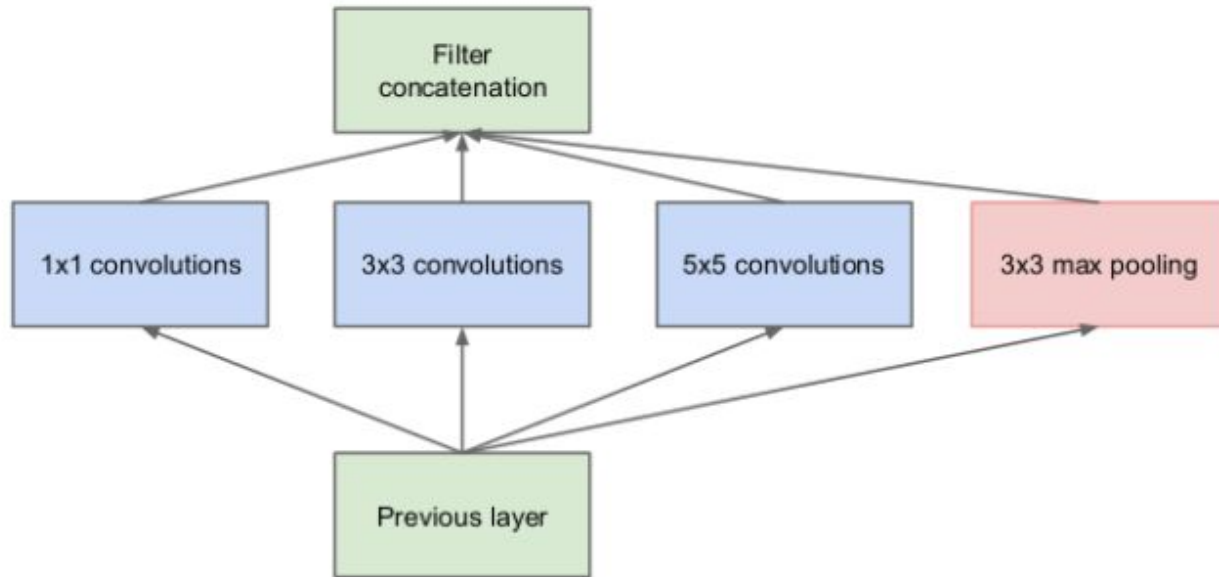 Filter
concatenation
1x1 convolutions
3x3 convolutions
5x5 convolutions
3x3 max pooling
Previous layer